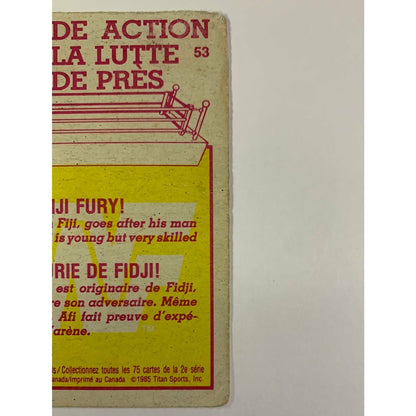 DE ACTION
LA LUTTE 53
DE PRÈS
IJI FURY!
Fiji, goes after his man
is young but very skilled
RIE DE FIDJI!
est originaire de Fidji,
re son adversaire. Même
Afi fait preuve d'expé-
'arène.
TM
s/Collectionnez toutes les 75 cartes de la 2e série
anada/Imprimé au Canada ©1985 Titan Sports, Inc.